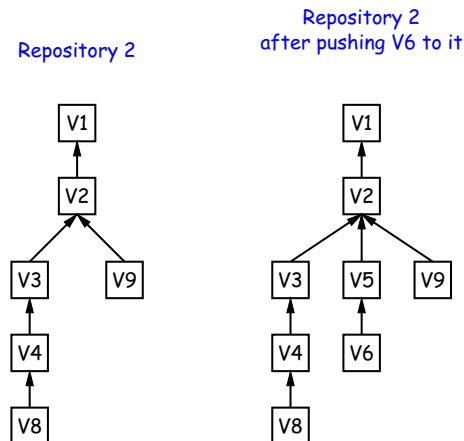 Repository 2
V1
V2
V3
V9
V4
V8
Repository 2
after pushing V6 to it
V1
V2
V3
V5
V9
V4
V6
V8